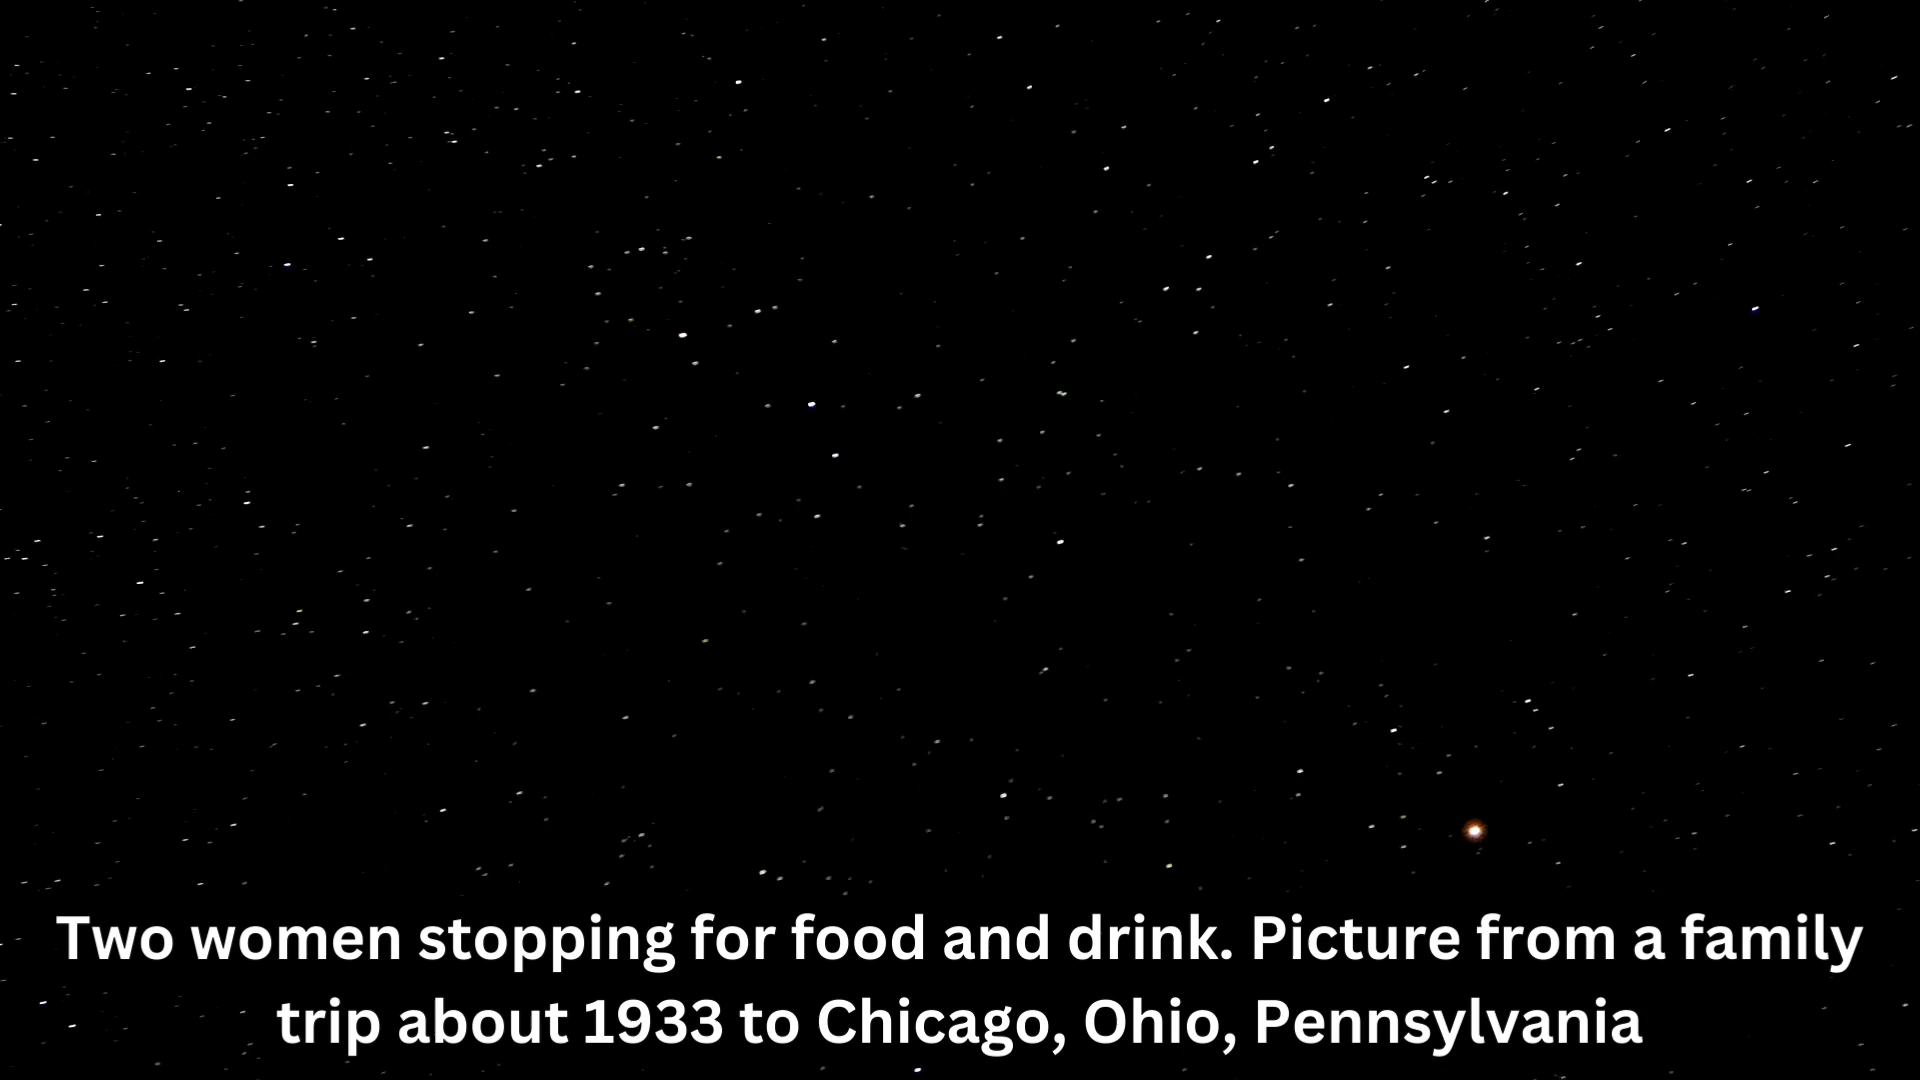 Two women stopping for food and drink. Picture from a family
trip about 1933 to Chicago, Ohio, Pennsylvania